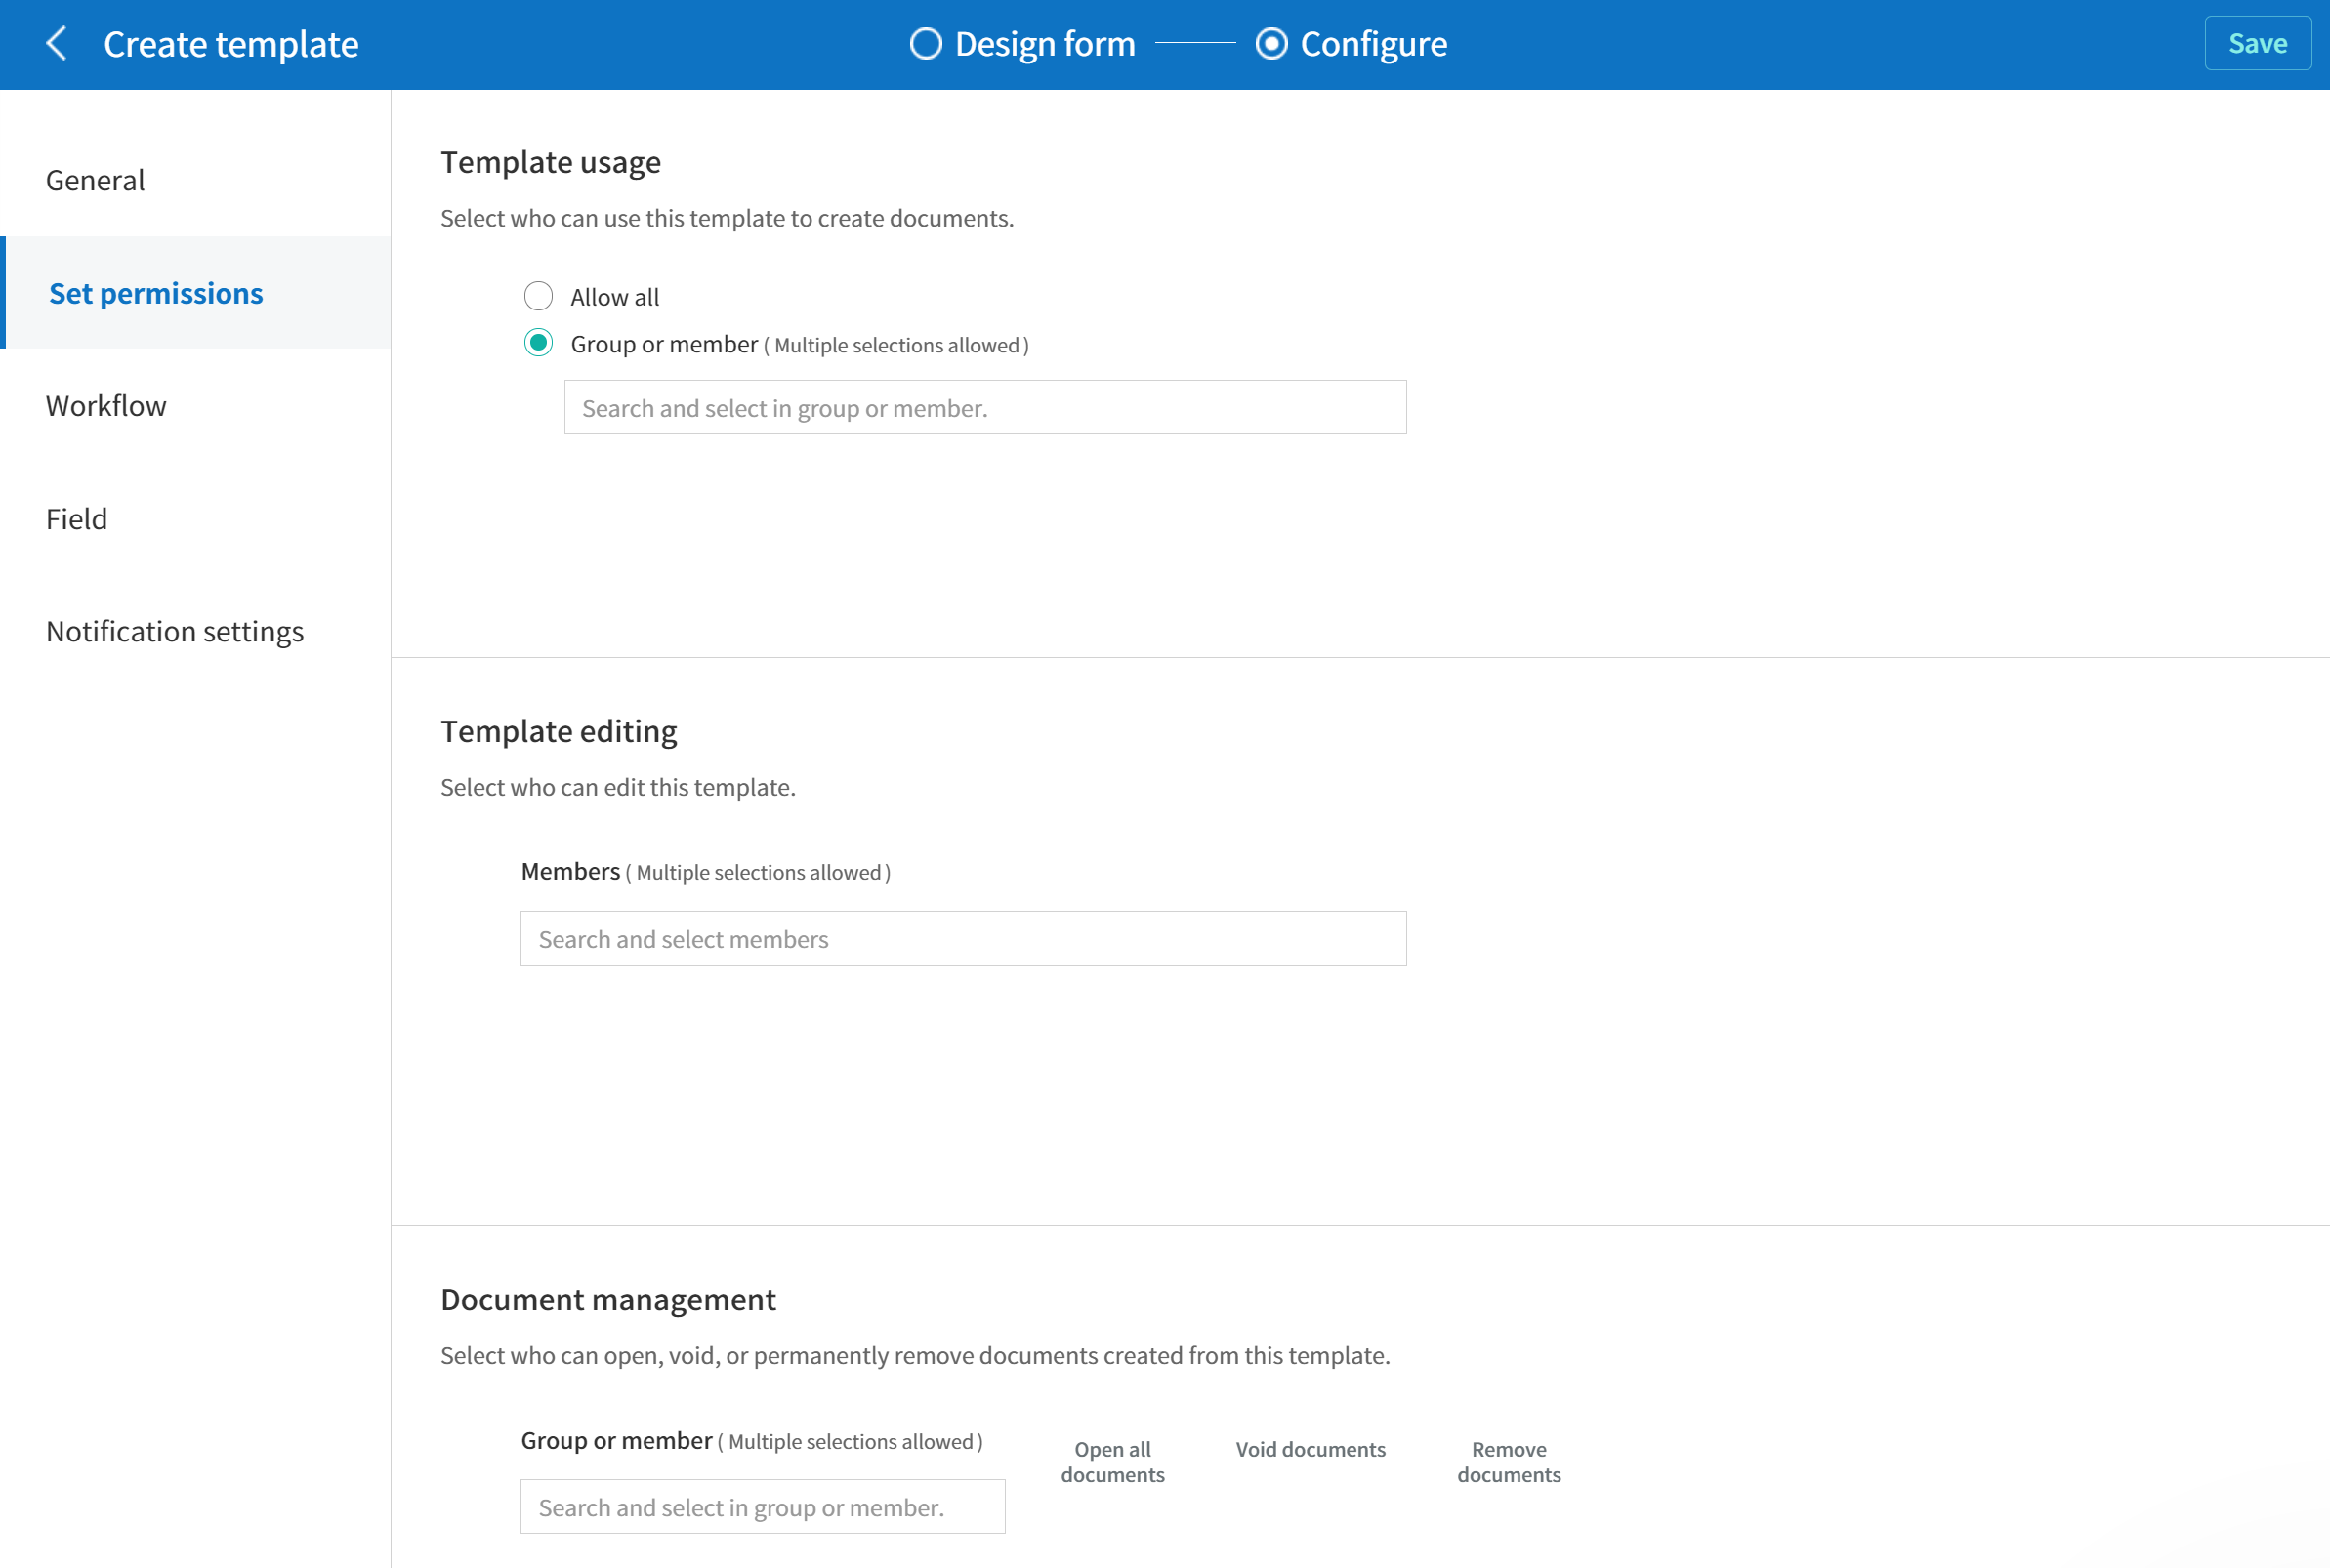 Create template
Design form
Configure
Save
General
Set permissions
Workflow
Field
Notification settings
Template usage
Select who can use this template to create documents.
Allow all
Group or member ( Multiple selections allowed )
Search and select in group or member.
Template editing
Select who can edit this template.
Members ( Multiple selections allowed )
Search and select members
Document management
Select who can open, void, or permanently remove documents created from this template.
Group or member ( Multiple selections allowed )
Search and select in group or member.
Open all
documents
Void documents
Remove
documents